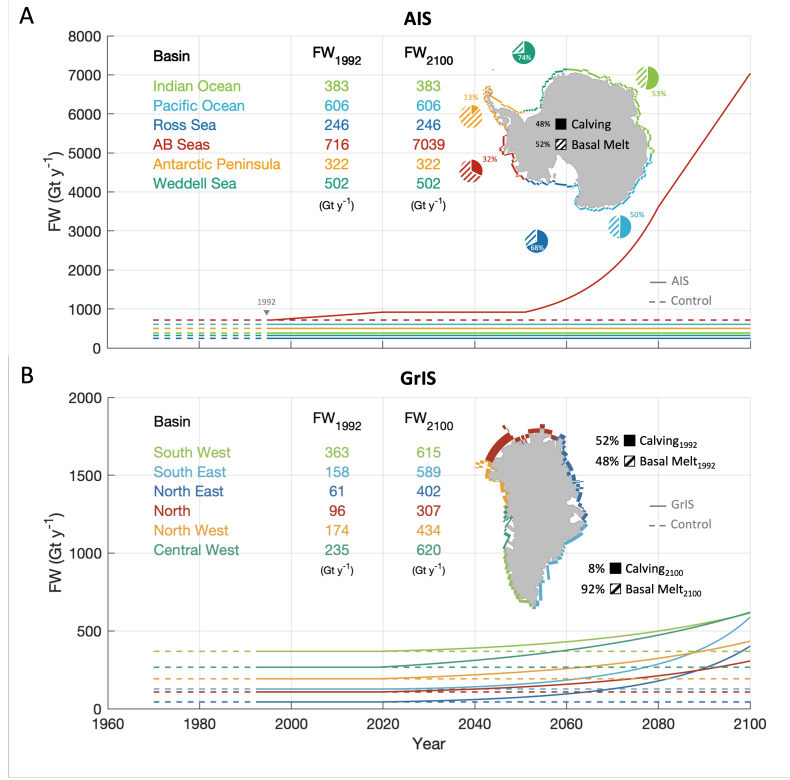 A
AIS
8000
7000
6000
5000
4000
3000
2000
1000
0
FW (Gt y⁻¹)
Basin FW1992 FW2100
Indian Ocean 383 383
Pacific Ocean 606 606
Ross Sea 246 246
AB Seas 716 7039
Antarctic Peninsula 322 322
Weddell Sea 502 502
(Gt y⁻¹) (Gt y⁻¹)
74%
53%
13%
48% Calving
52% Basal Melt
32%
50%
68%
AIS
Control
1992
B
GrIS
2000
1500
1000
500
0
FW (Gt y⁻¹)
Basin FW1992 FW2100
South West 363 615
South East 158 589
North East 61 402
North 96 307
North West 174 434
Central West 235 620
(Gt y⁻¹) (Gt y⁻¹)
52% Calving1992
48% Basal Melt1992
GrIS
Control
8% Calving2100
92% Basal Melt2100
1960 1980 2000 2020 2040 2060 2080 2100
Year